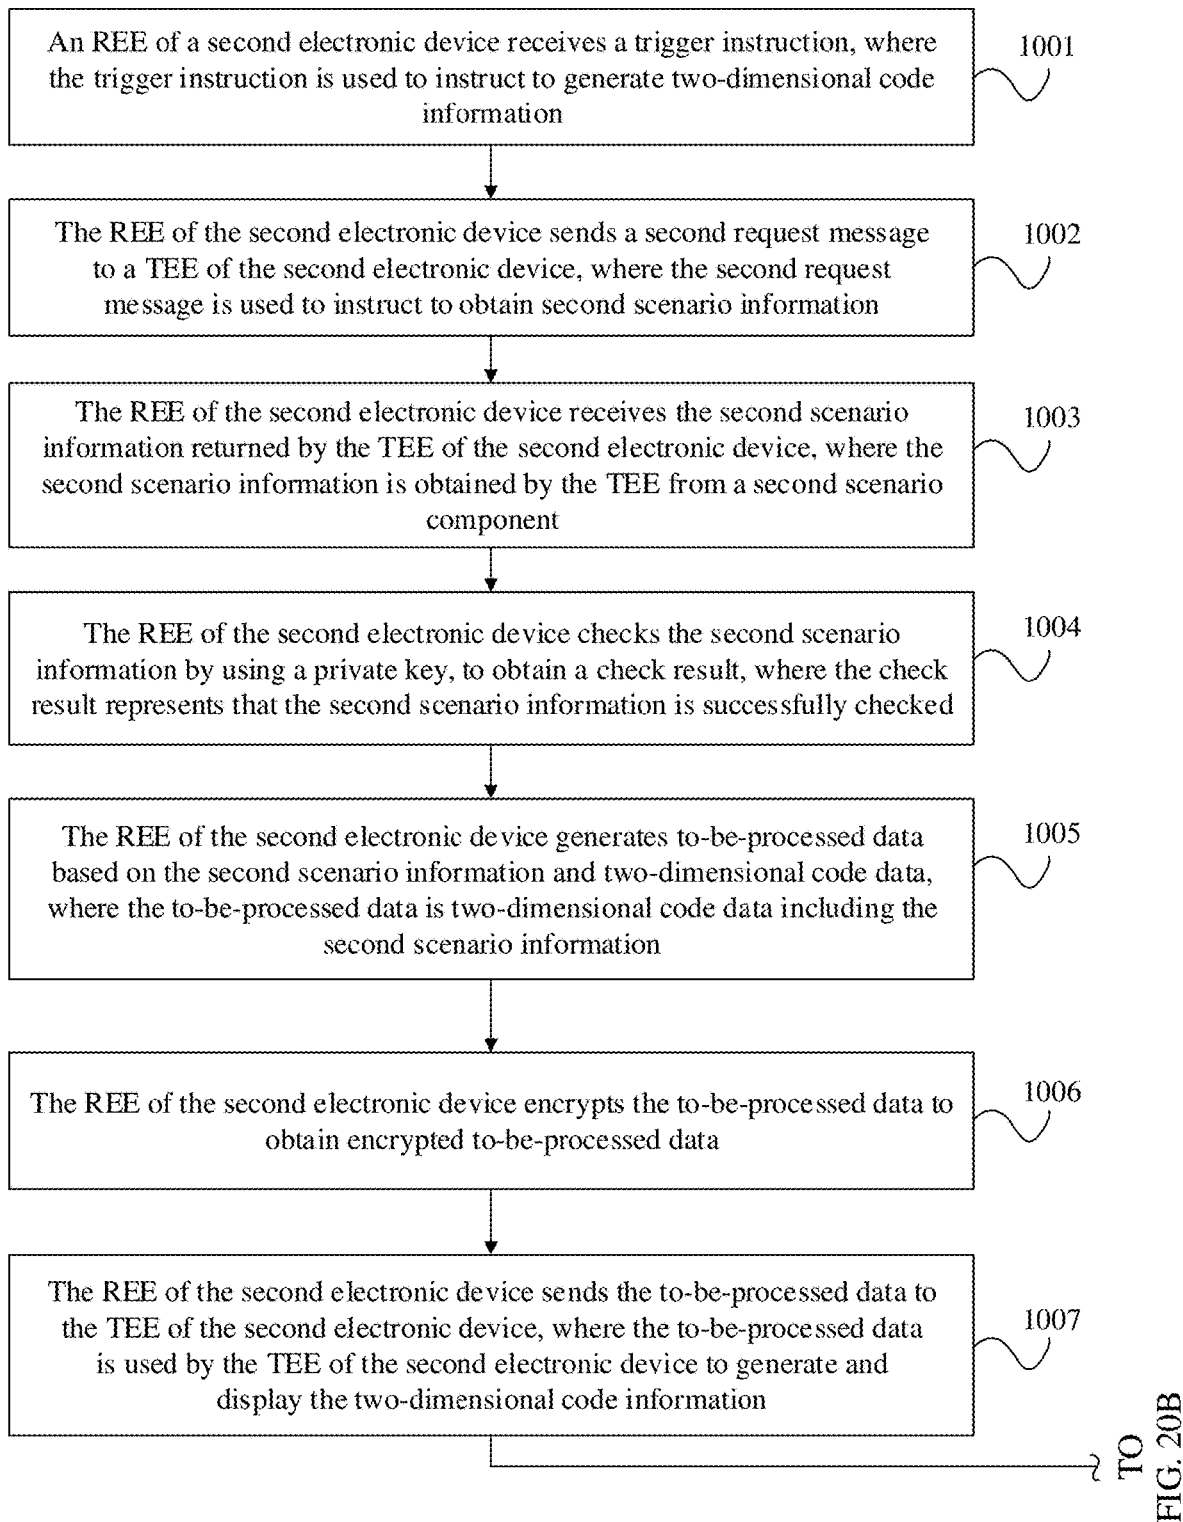 An REE of a second electronic device receives a trigger instruction, where
the trigger instruction is used to instruct to generate two-dimensional code
information
1001
The REE of the second electronic device sends a second request message
to a TEE of the second electronic device, where the second request
message is used to instruct to obtain second scenario information
1002
The REE of the second electronic device receives the second scenario
information returned by the TEE of the second electronic device, where the
second scenario information is obtained by the TEE from a second scenario
component
1003
The REE of the second electronic device checks the second scenario
information by using a private key, to obtain a check result, where the check
result represents that the second scenario information is successfully checked
1004
The REE of the second electronic device generates to-be-processed data
based on the second scenario information and two-dimensional code data,
where the to-be-processed data is two-dimensional code data including the
second scenario information
1005
The REE of the second electronic device encrypts the to-be-processed data to
obtain encrypted to-be-processed data
1006
The REE of the second electronic device sends the to-be-processed data to
the TEE of the second electronic device, where the to-be-processed data
is used by the TEE of the second electronic device to generate and
display the two-dimensional code information
1007
TO
FIG. 20B